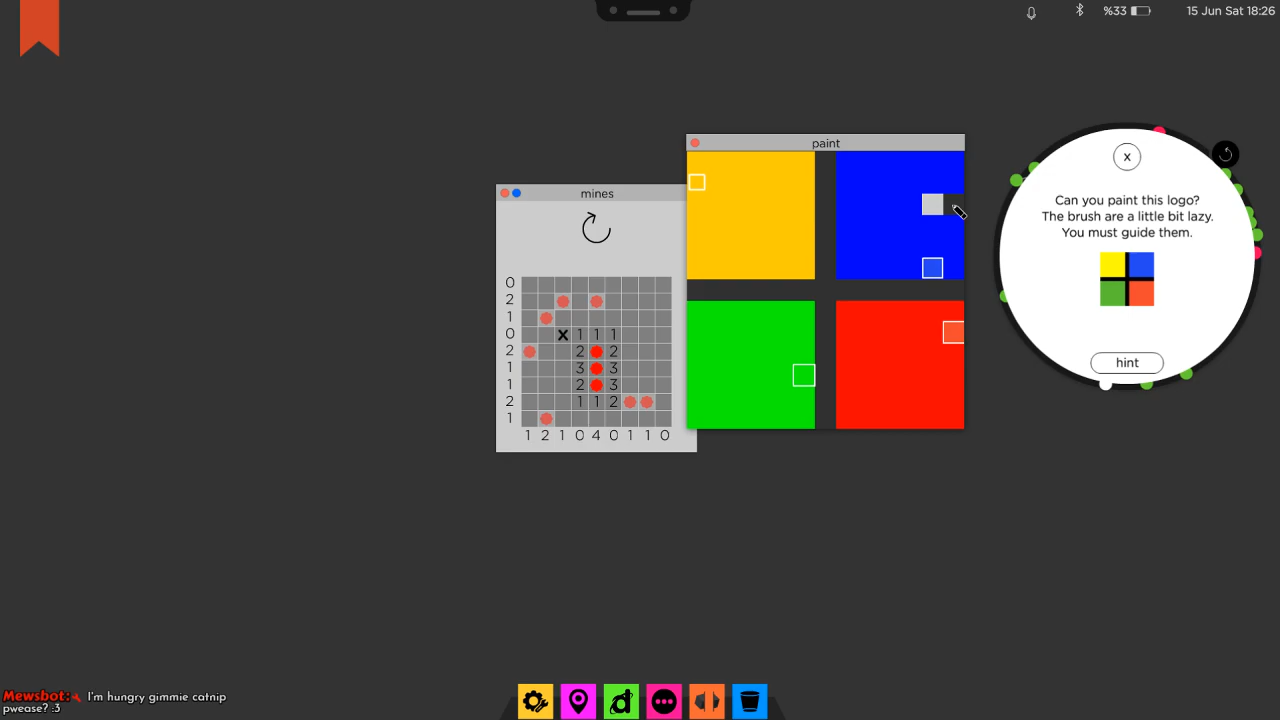 %33 15 Jun Sat 18:26
paint
x
mines
Can you paint this logo?
The brush are a little bit lazy.
You must guide them.
hint
0
2
1
0 x 1 1 1
2 2 2
1 3 3
1 2 3
2 1 1 2
1
1 2 1 0 4 0 1 1 0
d
Mewsbot: I'm hungry gimmie catnip
pwease? :3